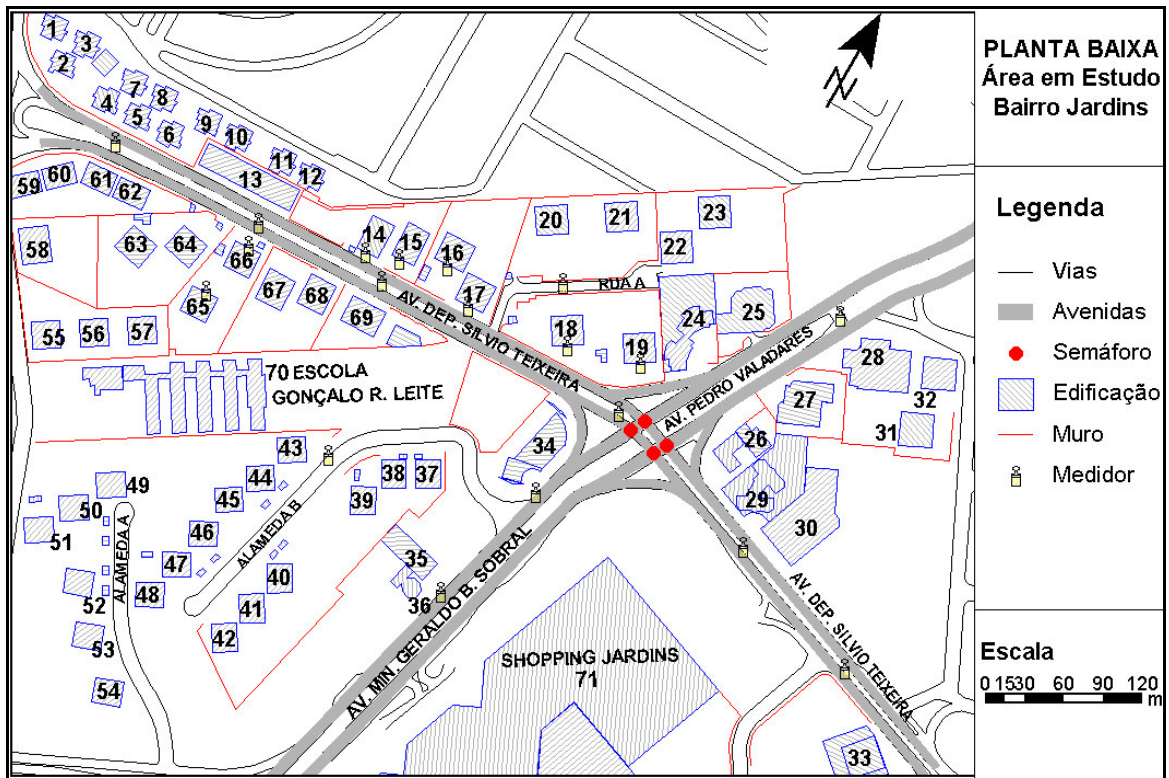 PLANTA BAIXA
Área em Estudo
Bairro Jardins
N
Legenda
Vias
Avenidas
Semáforo
Edificação
Muro
Medidor
Escala
0 15 30 60 90 120
m
1
3
2
7
8
4
5
6
9
10
11
12
13
59
60
61
62
58
63
64
66
65
67
68
69
14
15
16
17
20
21
23
22
RUA A
18
19
24
25
55
56
57
AV. DEP. SILVIO TEIXEIRA
AV. PEDRO VALADARES
70 ESCOLA
GONÇALO R. LEITE
28
27
32
31
26
29
30
34
43
44
45
46
47
48
49
50
51
52
53
54
ALAMEDA A
ALAMEDA B
38
37
39
35
36
40
41
42
AV. MIN. GERALDO B. SOBRAL
SHOPPING JARDINS
71
AV. DEP. SILVIO TEIXEIRA
33